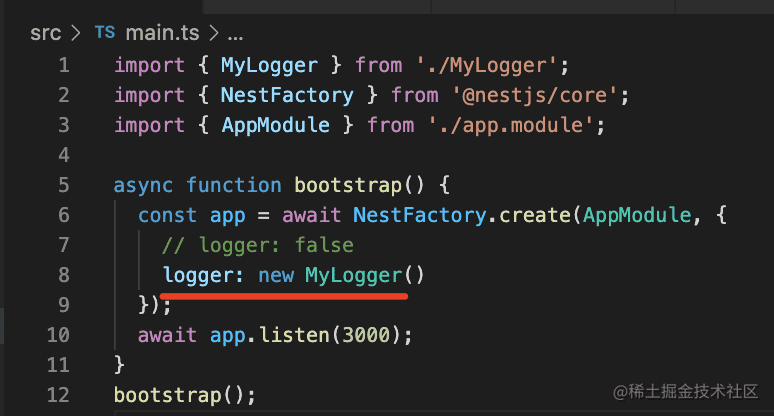 src > TS main.ts > ...
1 import { MyLogger } from './MyLogger';
2 import { NestFactory } from '@nestjs/core';
3 import { AppModule } from './app.module';
4
5 async function bootstrap() {
6 const app = await NestFactory.create(AppModule, {
7 // logger: false
8 logger: new MyLogger()
9 });
10 await app.listen(3000);
11 }
12 bootstrap();
@稀土掘金技术社区